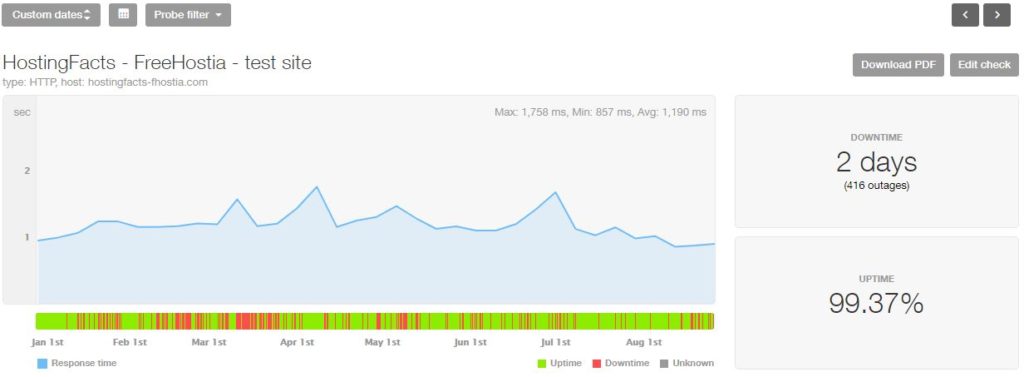 Custom dates
Probe filter
HostingFacts - FreeHostia - test site
type: HTTP, host: hostingfacts-fhostia.com
Download PDF
Edit check
sec
Max: 1,758 ms, Min: 857 ms, Avg: 1,190 ms
2
1
Jan 1st Feb 1st Mar 1st Apr 1st May 1st Jun 1st Jul 1st Aug 1st
Response time
Uptime Downtime Unknown
DOWNTIME
2 days
(416 outages)
UPTIME
99.37%